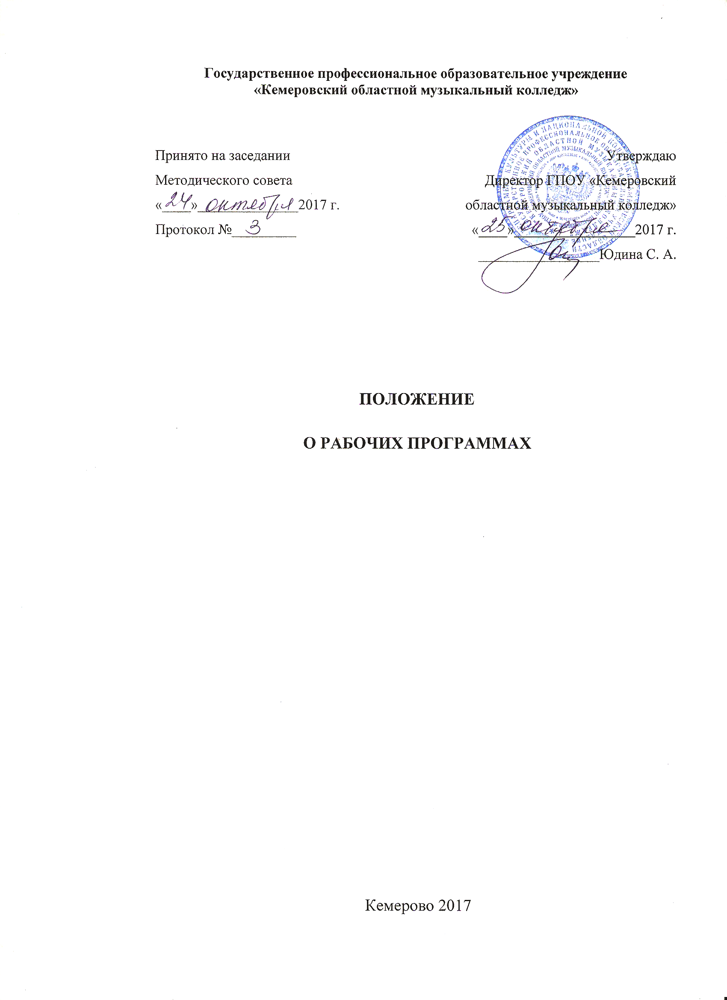 Государственное профессиональное образовательное учреждение
«Кемеровский областной музыкальный колледж»
Принято на заседании
Методического совета
«24» октября 2017 г.
Протокол № 3
Утверждаю
Директор ГПОУ «Кемеровский
областной музыкальный колледж»
«25» октября 2017 г.
Юдина С. А.
ПОЛОЖЕНИЕ
О РАБОЧИХ ПРОГРАММАХ
Кемерово 2017